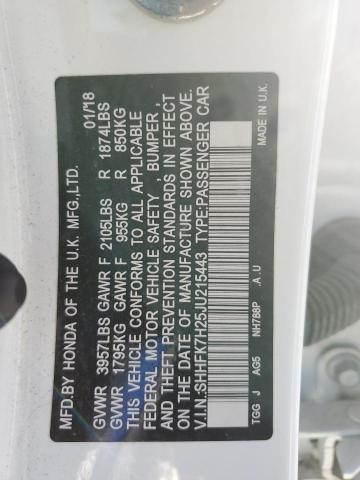 MFD.BY HONDA OF THE U.K. MFG.,LTD. 01/18
GVWR 3957LBS GAWR F 2105LBS R 1874LBS
GVWR 1795KG GAWR F 955KG R 850KG
THIS VEHICLE CONFORMS TO ALL APPLICABLE
FEDERAL MOTOR VEHICLE SAFETY , BUMPER ,
AND THEFT PREVENTION STANDARDS IN EFFECT
ON THE DATE OF MANUFACTURE SHOWN ABOVE.
V.I.N.:SHHFK7H25JU215443 TYPE:PASSENGER CAR
TGG J AG5 NH788P A .U MADE IN U.K.